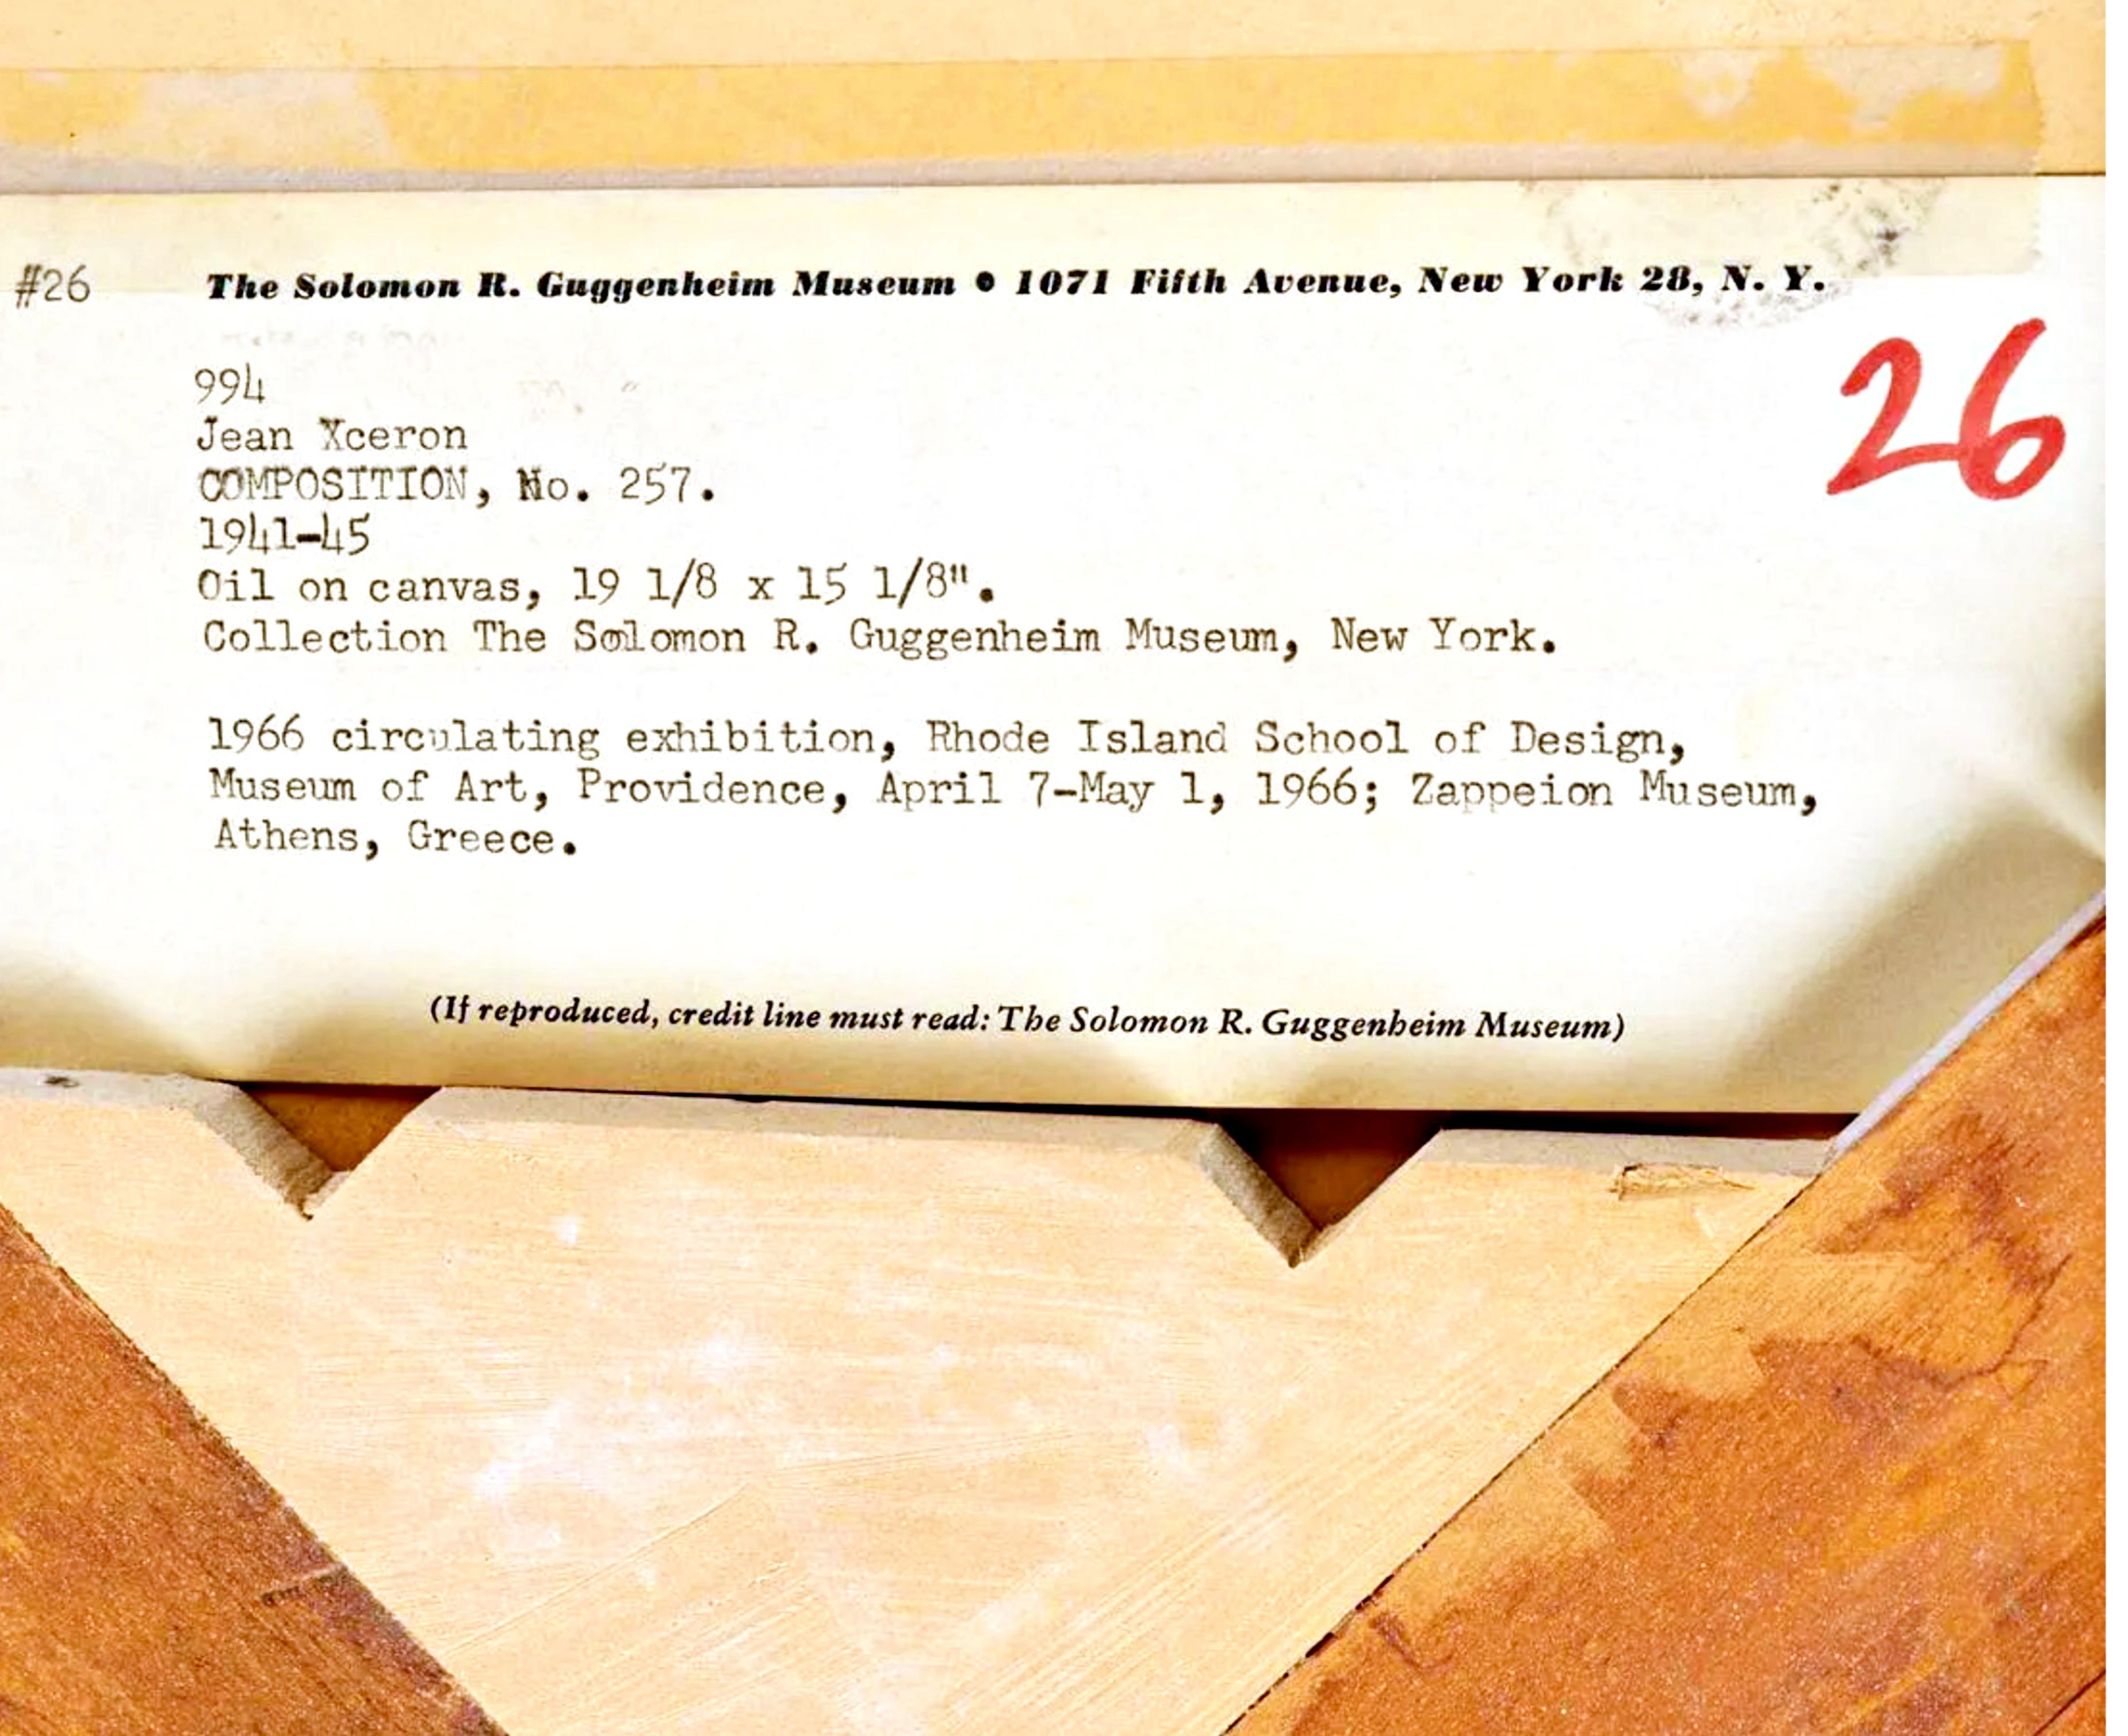 #26 The Solomon R. Guggenheim Museum • 1071 Fifth Avenue, New York 28, N. Y.
26
994
Jean Xceron
COMPOSITION, No. 257.
1941-45
Oil on canvas, 19 1/8 x 15 1/8".
Collection The Solomon R. Guggenheim Museum, New York.
1966 circulating exhibition, Rhode Island School of Design,
Museum of Art, Providence, April 7-May 1, 1966; Zappeion Museum,
Athens, Greece.
(If reproduced, credit line must read: The Solomon R. Guggenheim Museum)